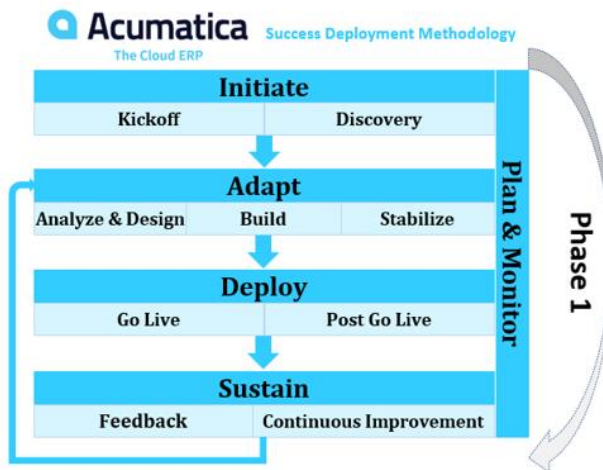 Acumatica
The Cloud ERP
Success Deployment Methodology
Initiate
Kickoff
Discovery
Adapt
Analyze & Design
Build
Stabilize
Deploy
Go Live
Post Go Live
Sustain
Feedback
Continuous Improvement
Plan & Monitor
Phase 1